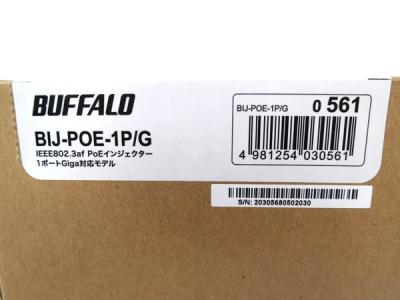 BUFFALO
BIJ-POE-1P/G
IEEE802.3af PoEインジェクター
1ポートGiga対応モデル
BIJ-POE-1P/G 0 561
4 981254 030561
S/N: 20305680502030